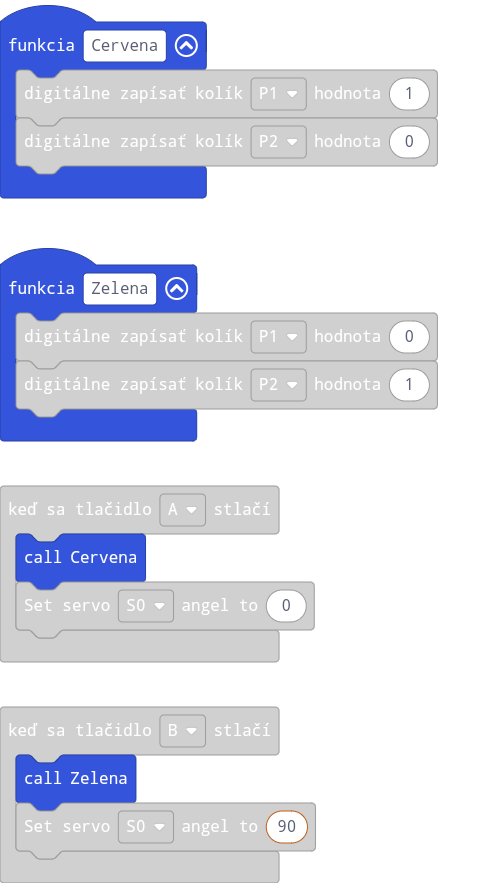 funkcia Cervena
digitálne zapísať kolík P1 hodnota 1
digitálne zapísať kolík P2 hodnota 0
funkcia Zelena
digitálne zapísať kolík P1 hodnota 0
digitálne zapísať kolík P2 hodnota 1
keď sa tlačidlo A stlačí
call Cervena
Set servo S0 angel to 0
keď sa tlačidlo B stlačí
call Zelena
Set servo S0 angel to 90